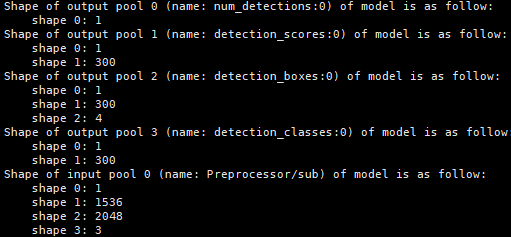 Shape of output pool 0 (name: num_detections:0) of model is as follow:
shape 0: 1
Shape of output pool 1 (name: detection_scores:0) of model is as follow:
shape 0: 1
shape 1: 300
Shape of output pool 2 (name: detection_boxes:0) of model is as follow:
shape 0: 1
shape 1: 300
shape 2: 4
Shape of output pool 3 (name: detection_classes:0) of model is as follow
shape 0: 1
shape 1: 300
Shape of input pool 0 (name: Preprocessor/sub) of model is as follow:
shape 0: 1
shape 1: 1536
shape 2: 2048
shape 3: 3